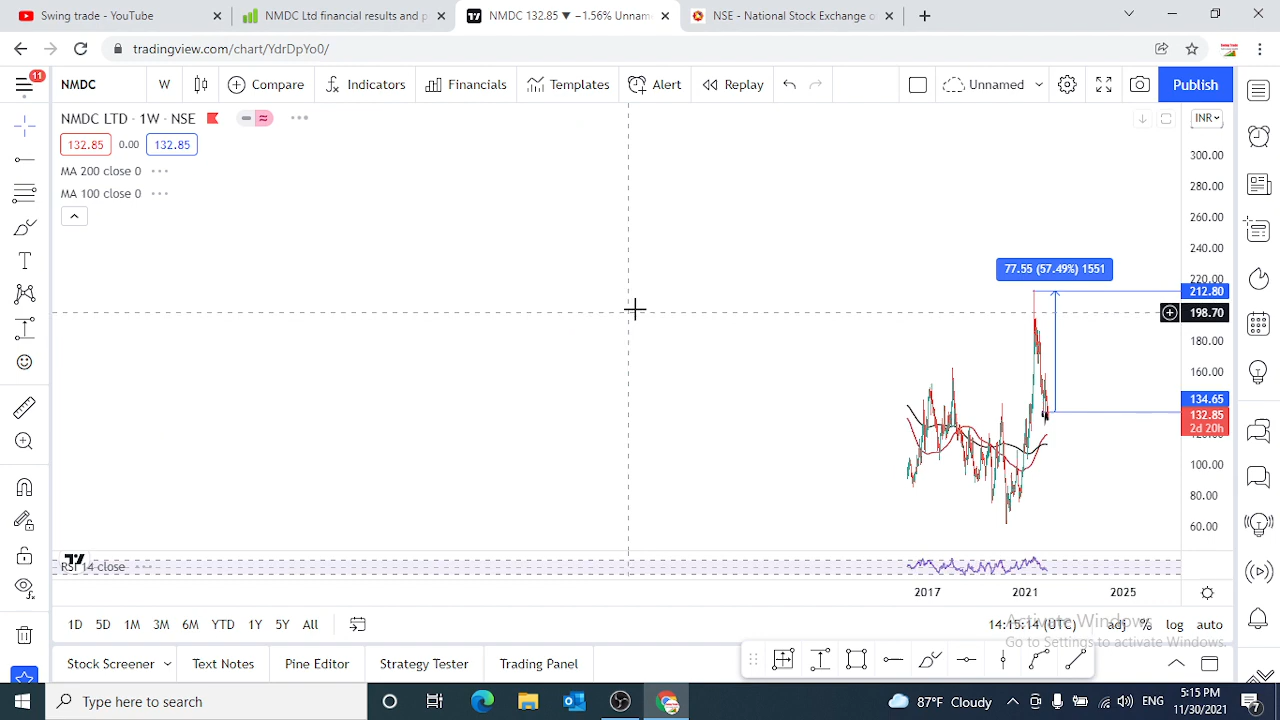 Swing trade - YouTube
NMDC Ltd financial results and p
NMDC 132.85 ▼ −1.56% Unnam
NSE - National Stock Exchange o
tradingview.com/chart/YdrDpYo0/
11
NMDC
W
Compare
Indicators
Financials
Templates
Alert
Replay
Unnamed
Publish
NMDC LTD · 1W · NSE
INR
132.85
0.00
132.85
MA 200 close 0
MA 100 close 0
300.00
280.00
260.00
240.00
220.00
77.55 (57.49%) 1551
212.80
198.70
180.00
160.00
134.65
132.85
2d 20h
100.00
80.00
60.00
RSI 14 close
2017
2021
2025
1D
5D
1M
3M
6M
YTD
1Y
5Y
All
14:15:14 (UTC)
adj
%
log
auto
Activate Windows
Go to Settings to activate Windows.
Stock Screener
Text Notes
Pine Editor
Strategy Tester
Trading Panel
Type here to search
87°F Cloudy
ENG
5:15 PM
11/30/2021
7